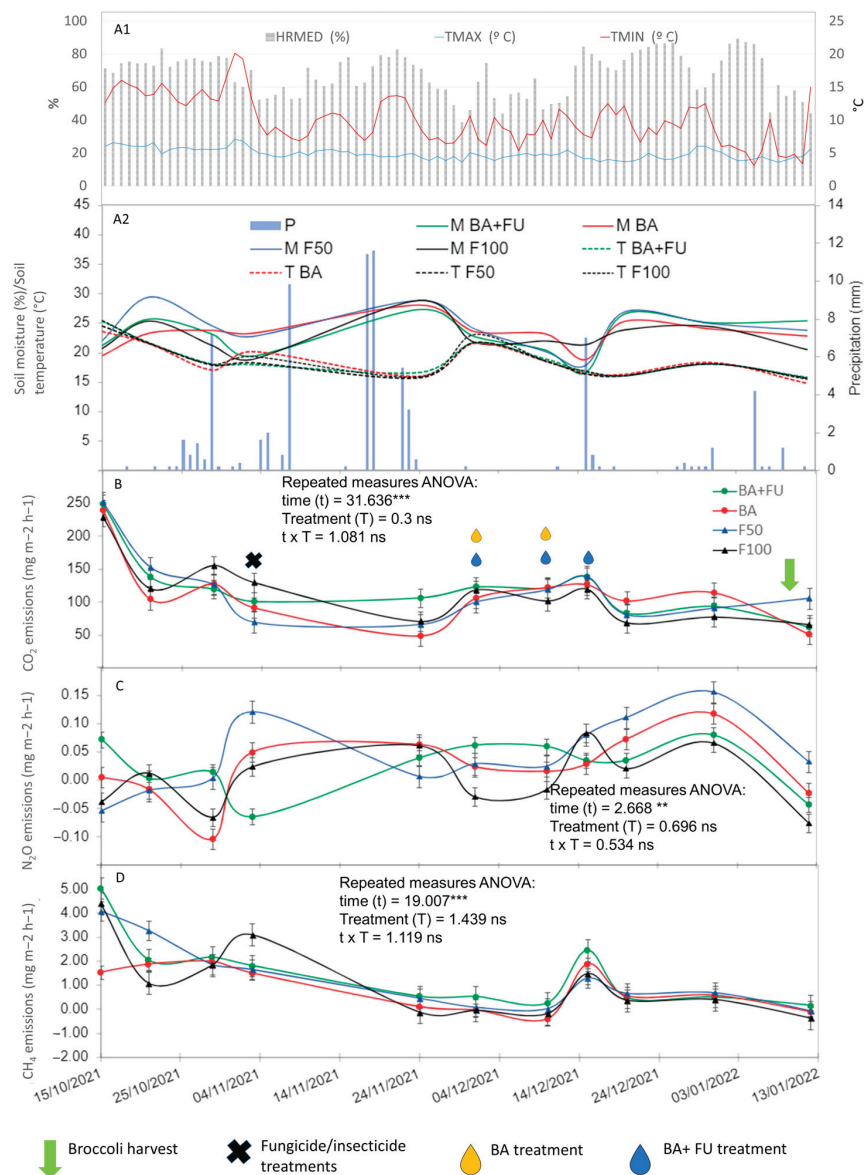 A1
HRMED (%) TMAX (º C) TMIN (º C)
100
80
60
40
20
0
%
25
20
15
10
5
0
°C
A2
P M BA+FU M BA
M F50 M F100 T BA+FU
T BA T F50 T F100
45
40
35
30
25
20
15
10
5
Soil moisture (%)/Soil
temperature (°C)
14
12
10
8
6
4
2
0
Precipitation (mm)
B
Repeated measures ANOVA:
time (t) = 31.636***
Treatment (T) = 0.3 ns
t x T = 1.081 ns
BA+FU
BA
F50
F100
250
200
150
100
50
CO₂ emissions (mg m−2 h−1)
C
0.15
0.10
0.05
0.00
−0.05
−0.10
N₂O emissions (mg m−2 h−1)
Repeated measures ANOVA:
time (t) = 2.668 **
Treatment (T) = 0.696 ns
t x T = 0.534 ns
D
Repeated measures ANOVA:
time (t) = 19.007***
Treatment (T) = 1.439 ns
t x T = 1.119 ns
5.00
4.00
3.00
2.00
1.00
0.00
−1.00
−2.00
CH₄ emissions (mg m−2 h−1)
15/10/2021
25/10/2021
04/11/2021
14/11/2021
24/11/2021
04/12/2021
14/12/2021
24/12/2021
03/01/2022
13/01/2022
Broccoli harvest
Fungicide/insecticide
treatments
BA treatment
BA+ FU treatment